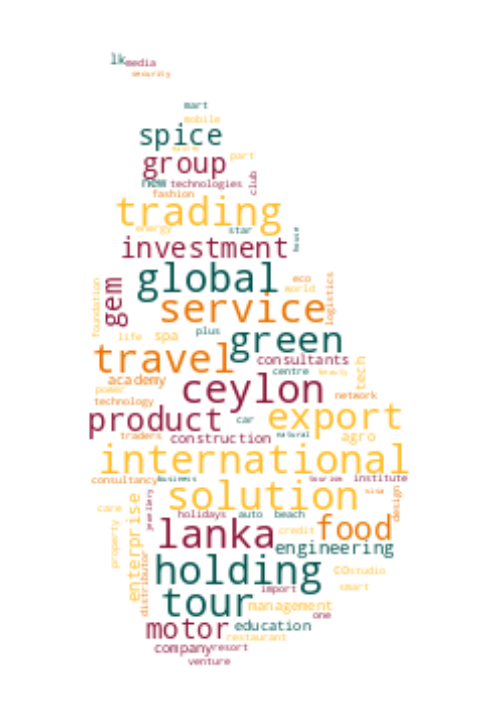 lk media
security
mart
mobile
spice
group part
new technologies club
fashion
trading
energy star
investment house
global
gem eco
world
service logistics
foundation
plus
life spa green
consultants
travel tech
centre beauty
academy ceylon
power network
technology
product car export
traders construction natural agro
international
consultancy business tourism institute
solution visa
design
jewellery
care holidays auto beach
enterprise lanka credit food
property engineering
distributor holding co studio
import smart
tour management
one
motor education
restaurant
company resort
venture